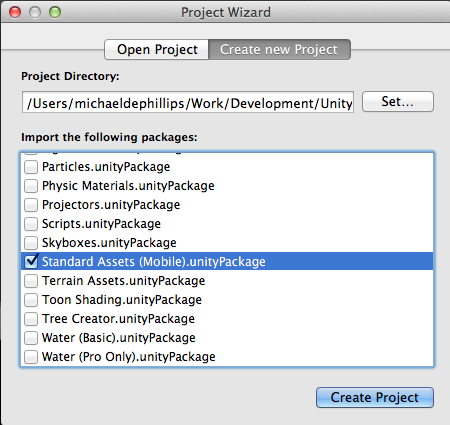 Project Wizard
Open Project Create new Project
Project Directory:
/Users/michaeldephillips/Work/Development/Unity Set...
Import the following packages:
Particles.unityPackage
Physic Materials.unityPackage
Projectors.unityPackage
Scripts.unityPackage
Skyboxes.unityPackage
Standard Assets (Mobile).unityPackage
Terrain Assets.unityPackage
Toon Shading.unityPackage
Tree Creator.unityPackage
Water (Basic).unityPackage
Water (Pro Only).unityPackage
Create Project